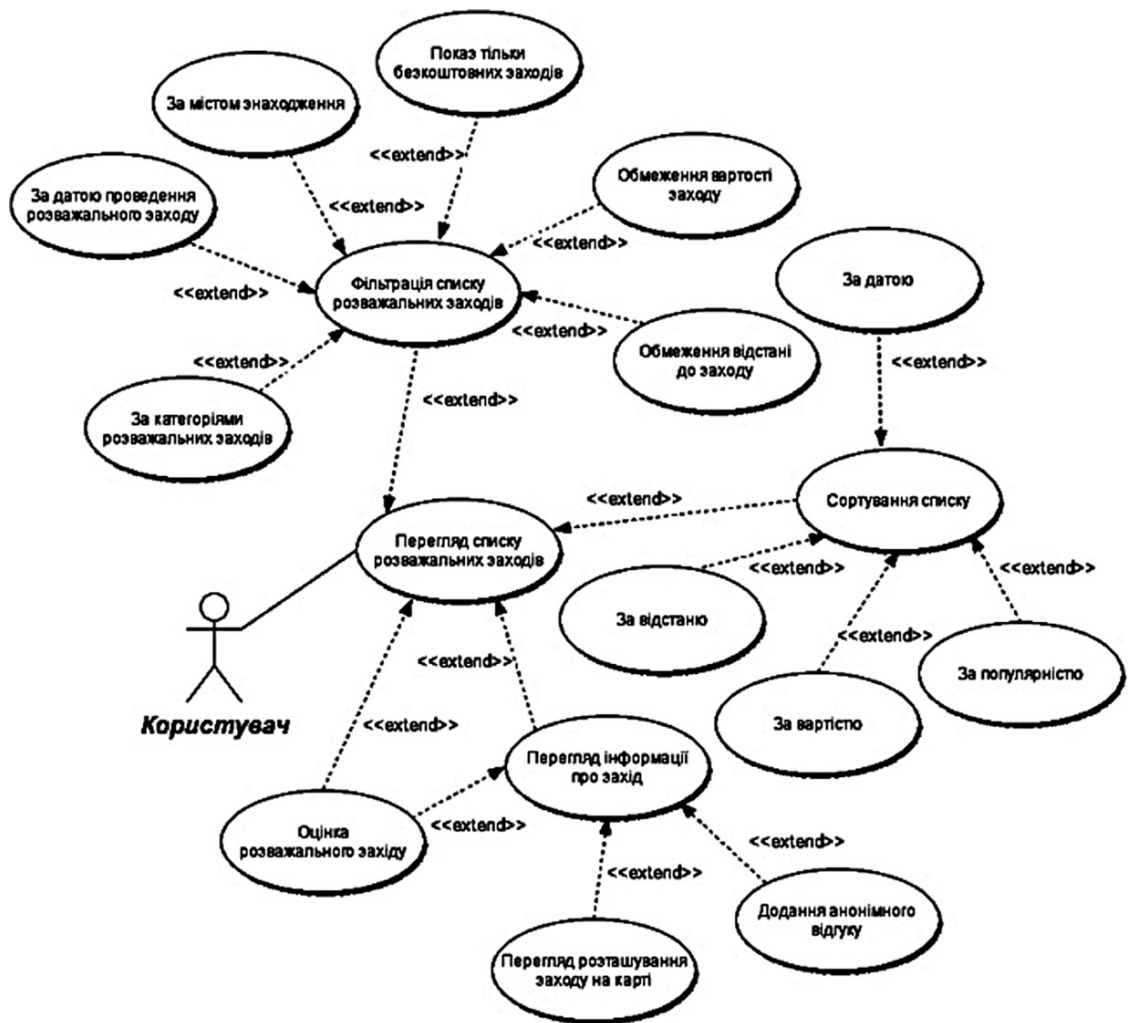 Показ тільки
безкоштовних заходів
За містом знаходження
<<extend>>
Обмеження вартості
заходу
За датою проведення
розважального заходу
<<extend>>
<<extend>>
<<extend>>
Фільтрація списку
розважальних заходів
За датою
<<extend>>
Обмеження відстані
до заходу
<<extend>>
<<extend>>
<<extend>>
За категоріями
розважальних заходів
<<extend>>
Сортування списку
Перегляд списку
розважальних заходів
<<extend>>
<<extend>>
За відстаню
<<extend>>
<<extend>>
За популярністю
Користувач
<<extend>>
За вартістю
Перегляд інформації
про захід
<<extend>>
Оцінка
розважального західу
<<extend>>
<<extend>>
Додання анонімного
відгуку
Перегляд розташування
заходу на карті